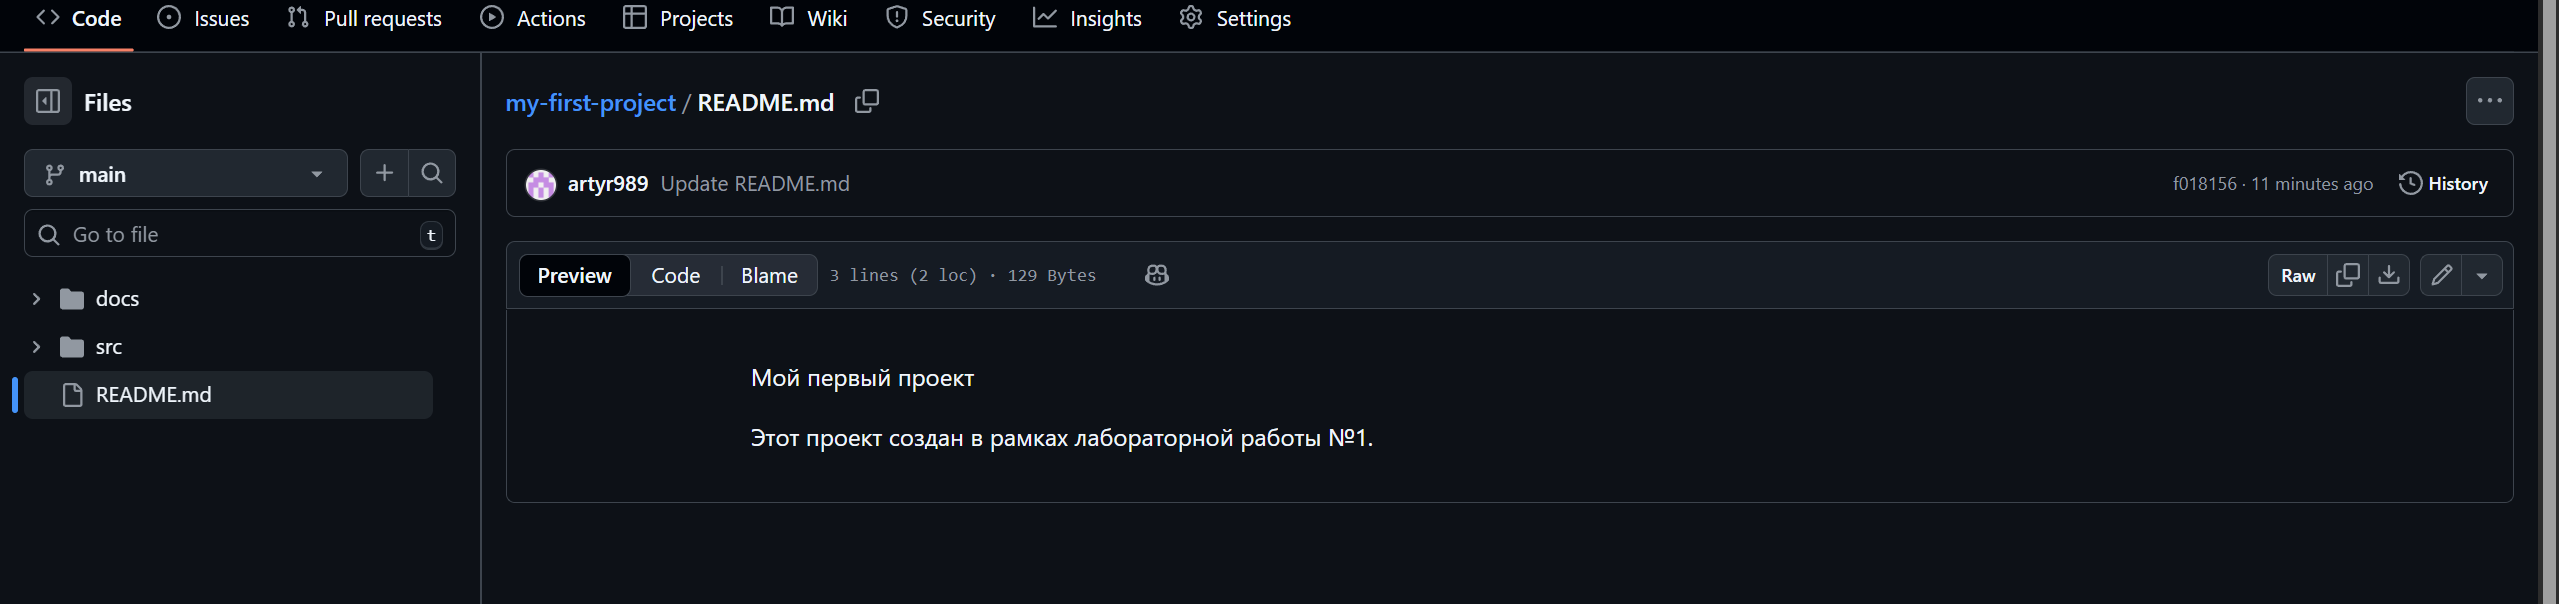 Code Issues Pull requests Actions Projects Wiki Security Insights Settings
Files
main
Go to file t
docs
src
README.md
my-first-project / README.md
artyr989 Update README.md f018156 · 11 minutes ago History
Preview Code Blame 3 lines (2 loc) · 129 Bytes Raw
Мой первый проект
Этот проект создан в рамках лабораторной работы №1.